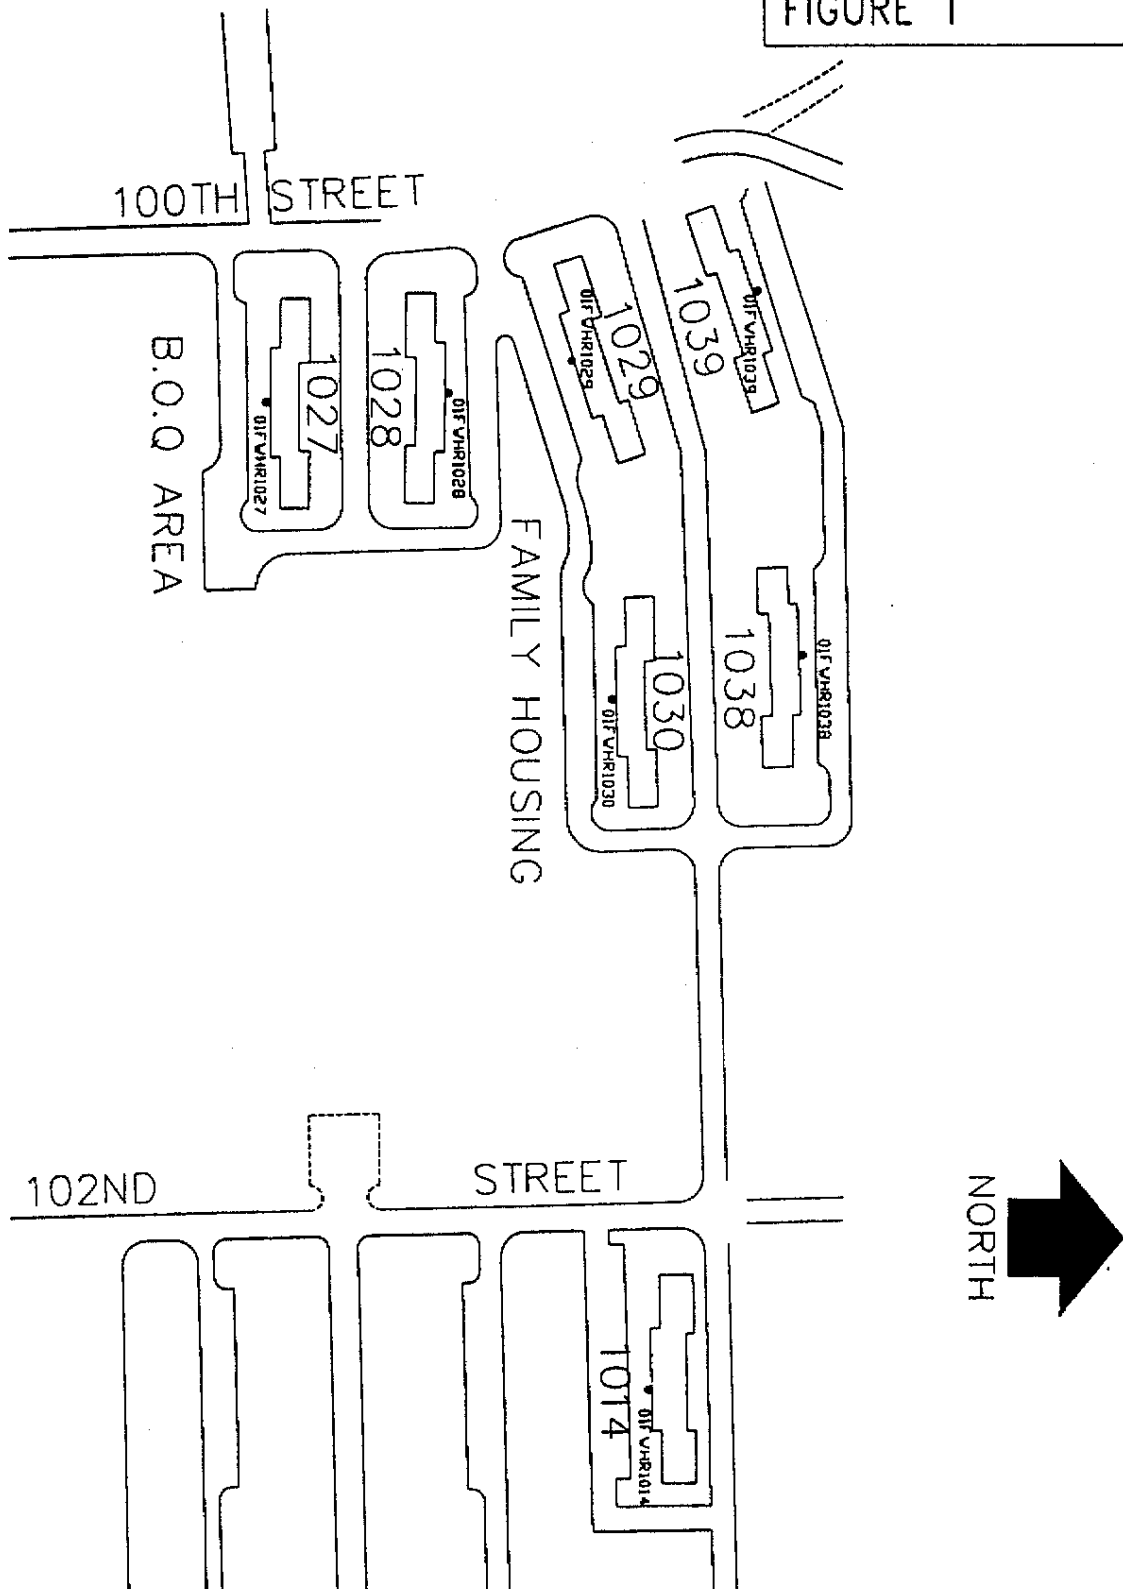 FIGURE 1
100TH STREET
1039
01FVHR1039
1029
01FVHR1029
1028
01FVHR1028
1027
01FVHR1027
B.O.Q AREA
FAMILY HOUSING
1038
01FVHR1038
1030
01FVHR1030
102ND STREET
NORTH
1014
01FVHR1014